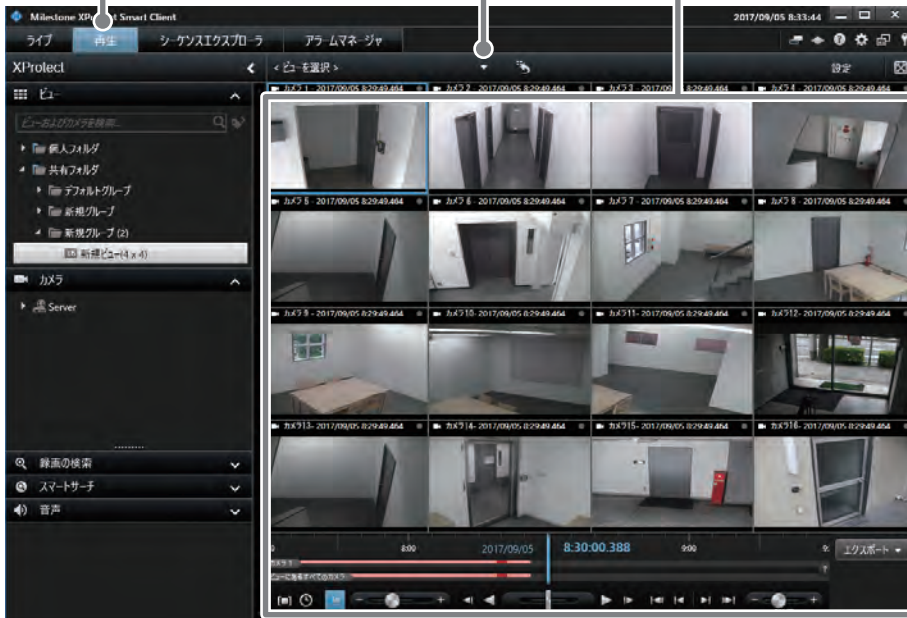 Milestone XProtect Smart Client
2017/09/05 8:33:44
ライブ
再生
シーケンスエクスプローラ
アラームマネージャ
XProtect
< ビューを選択 >
設定
ビュー
ビューおよびカメラを検索...
個人フォルダ
共有フォルダ
デフォルトグループ
新規グループ
新規グループ (2)
新規ビュー(4 x 4)
カメラ
Server
録画の検索
スマートサーチ
音声
カメラ 1 - 2017/09/05 8:29:49.464
カメラ 2 - 2017/09/05 8:29:49.464
カメラ 3 - 2017/09/05 8:29:49.464
カメラ 4 - 2017/09/05 8:29:49.464
カメラ 5 - 2017/09/05 8:29:49.464
カメラ 6 - 2017/09/05 8:29:49.464
カメラ 7 - 2017/09/05 8:29:49.464
カメラ 8 - 2017/09/05 8:29:49.464
カメラ 9 - 2017/09/05 8:29:49.464
カメラ10- 2017/09/05 8:29:49.464
カメラ11- 2017/09/05 8:29:49.464
カメラ12- 2017/09/05 8:29:49.464
カメラ13- 2017/09/05 8:29:49.464
カメラ14- 2017/09/05 8:29:49.464
カメラ15- 2017/09/05 8:29:49.464
カメラ16- 2017/09/05 8:29:49.464
8:00
2017/09/05
8:30:00.388
9:00
9:
エクスポート
カメラ 1
ビューにあるすべてのカメラ
1x